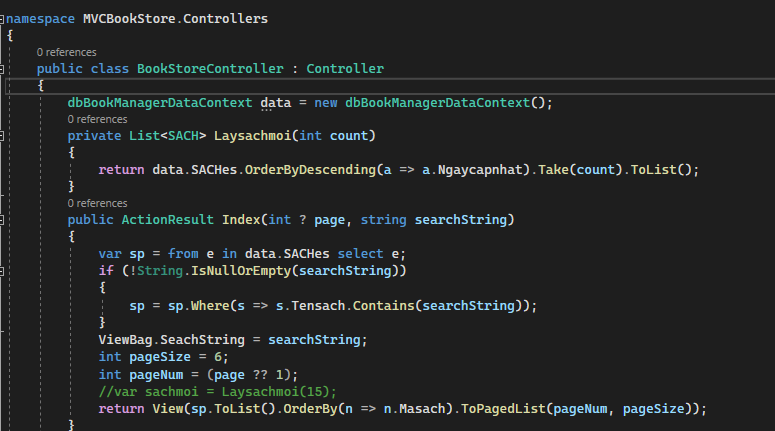 namespace MVCBookStore.Controllers
{
0 references
public class BookStoreController : Controller
{
dbBookManagerDataContext data = new dbBookManagerDataContext();
0 references
private List<SACH> Laysachmoi(int count)
{
return data.SACHes.OrderByDescending(a => a.Ngaycapnhat).Take(count).ToList();
}
0 references
public ActionResult Index(int ? page, string searchString)
{
var sp = from e in data.SACHes select e;
if (!String.IsNullOrEmpty(searchString))
{
sp = sp.Where(s => s.Tensach.Contains(searchString));
}
ViewBag.SeachString = searchString;
int pageSize = 6;
int pageNum = (page ?? 1);
//var sachmoi = Laysachmoi(15);
return View(sp.ToList().OrderBy(n => n.Masach).ToPagedList(pageNum, pageSize));
}